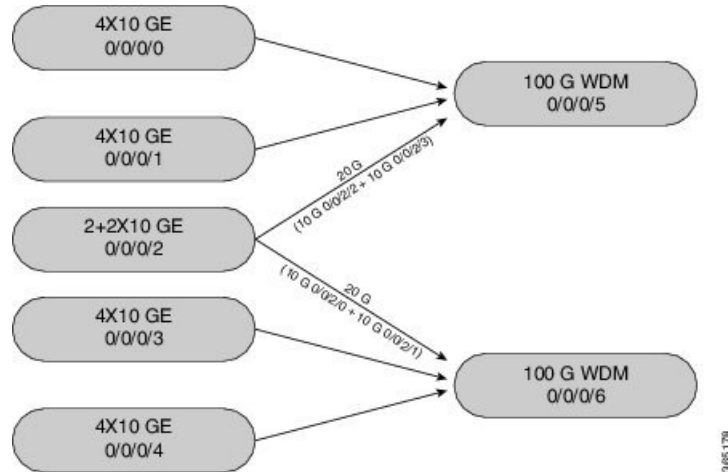 4X10 GE
0/0/0/0
4X10 GE
0/0/0/1
2+2X10 GE
0/0/0/2
4X10 GE
0/0/0/3
4X10 GE
0/0/0/4
20 G
(10 G 0/0/2/2 + 10 G 0/0/2/3)
20 G
(10 G 0/0/2/0 + 10 G 0/0/2/1)
100 G WDM
0/0/0/5
100 G WDM
0/0/0/6